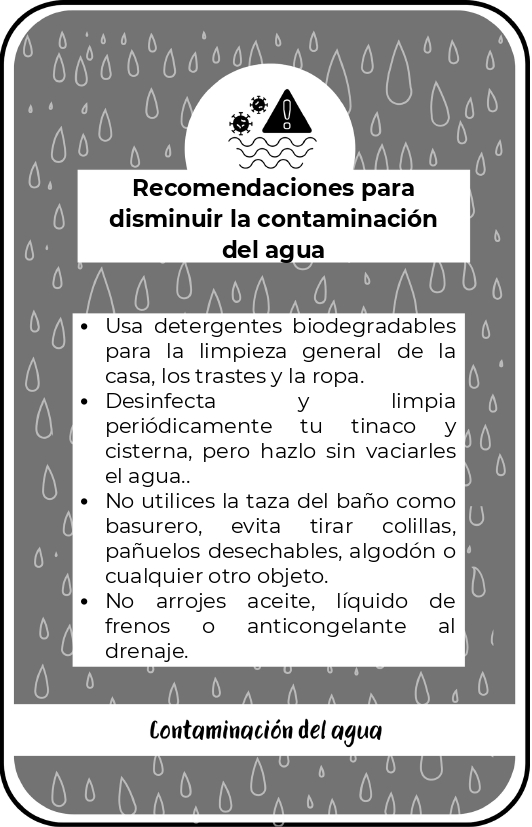 Recomendaciones para
disminuir la contaminación
del agua
• Usa detergentes biodegradables
para la limpieza general de la
casa, los trastes y la ropa.
• Desinfecta y limpia
periódicamente tu tinaco y
cisterna, pero hazlo sin vaciarles
el agua..
• No utilices la taza del baño como
basurero, evita tirar colillas,
pañuelos desechables, algodón o
cualquier otro objeto.
• No arrojes aceite, líquido de
frenos o anticongelante al
drenaje.
Contaminación del agua